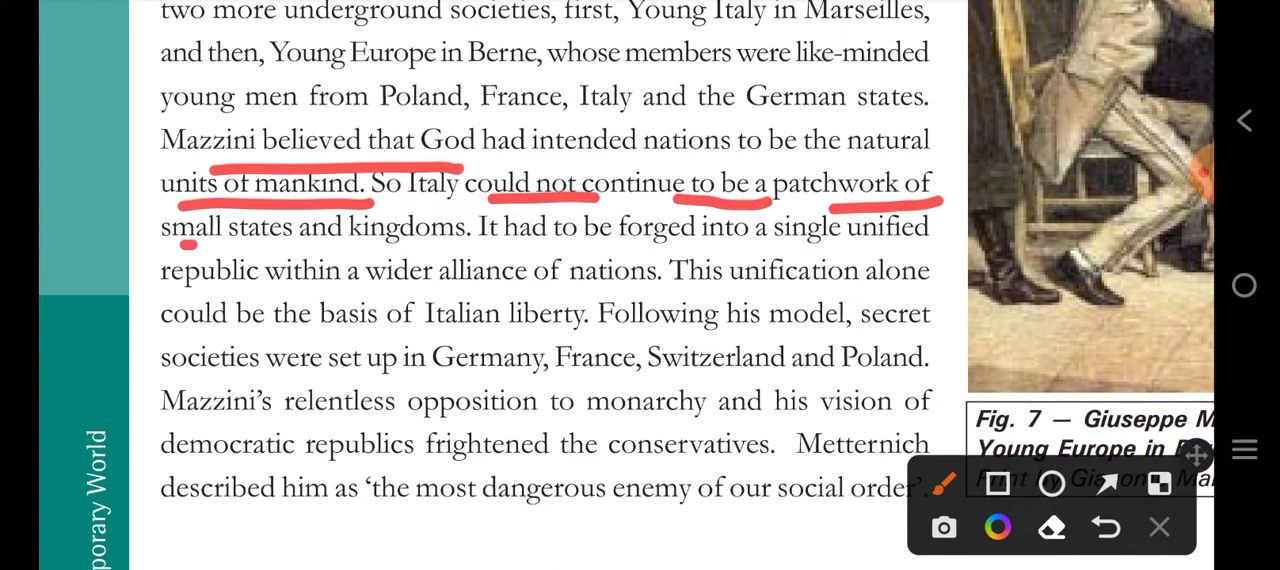 two more underground societies, first, Young Italy in Marseilles,
and then, Young Europe in Berne, whose members were like-minded
young men from Poland, France, Italy and the German states.
Mazzini believed that God had intended nations to be the natural
units of mankind. So Italy could not continue to be a patchwork of
small states and kingdoms. It had to be forged into a single unified
republic within a wider alliance of nations. This unification alone
could be the basis of Italian liberty. Following his model, secret
societies were set up in Germany, France, Switzerland and Poland.
Mazzini’s relentless opposition to monarchy and his vision of
democratic republics frightened the conservatives. Metternich
described him as ‘the most dangerous enemy of our social order’.
porary World
Fig. 7 — Giuseppe M
Young Europe in
Print by